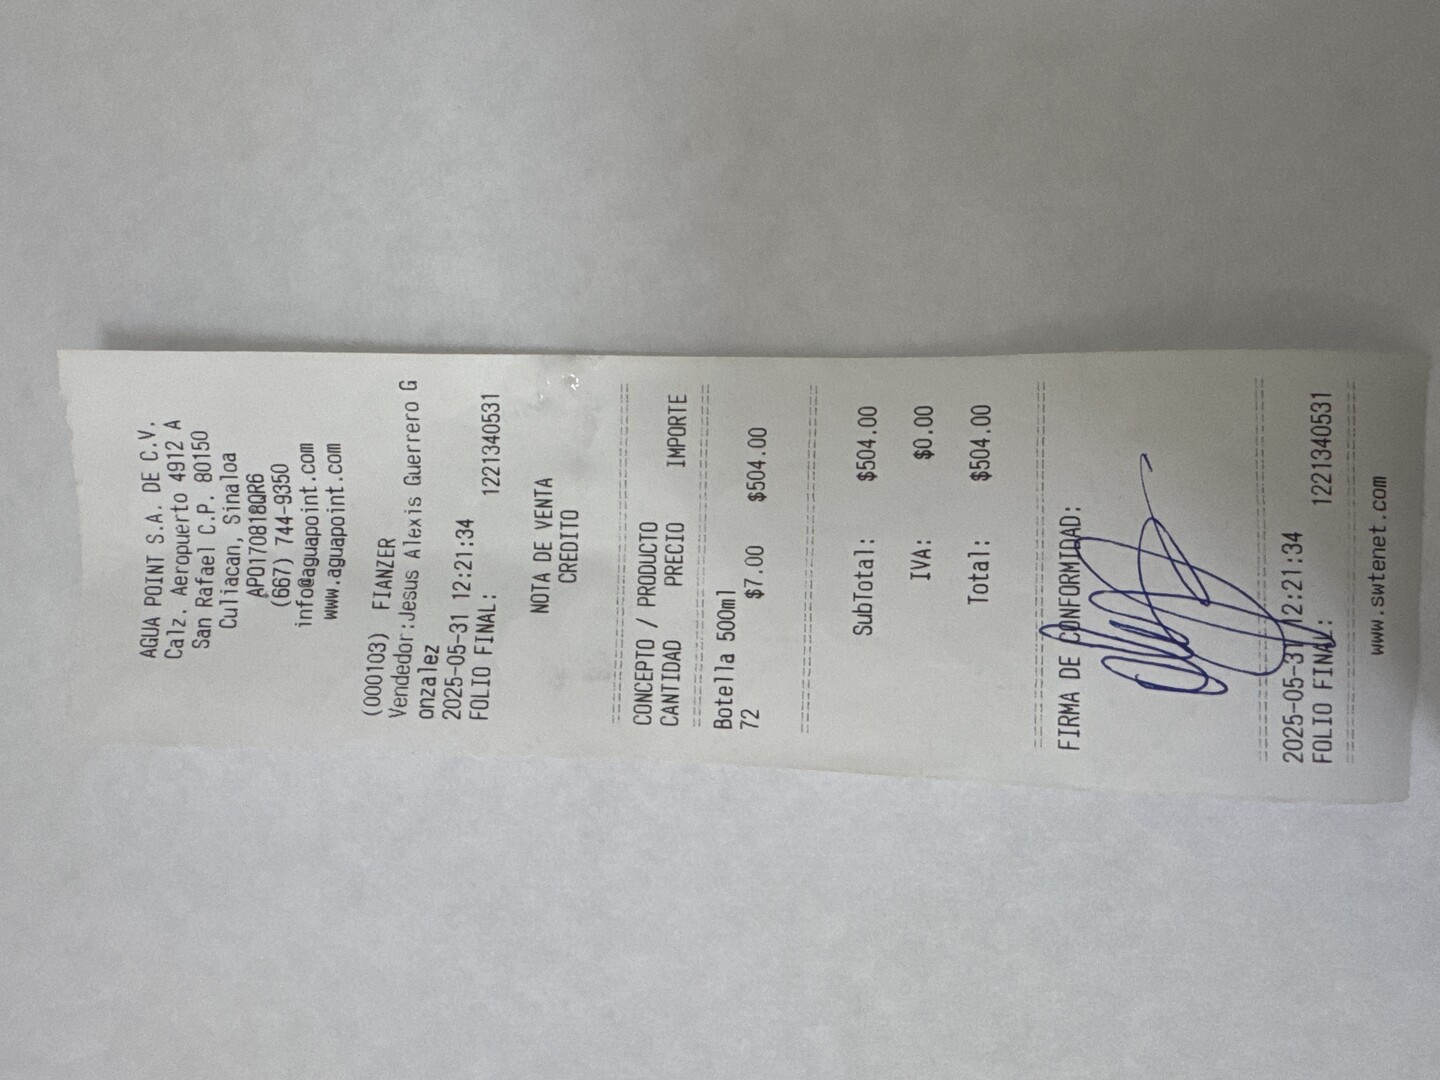 AGUA POINT S.A. DE C.V.
Calz. Aeropuerto 4912 A
San Rafael C.P. 80150
Culiacan, Sinaloa
APO170818QR6
(667) 744-9350
info@aguapoint.com
www.aguapoint.com
(000103) FIANZER
Vendedor:Jesus Alexis Guerrero G
onzalez
2025-05-31 12:21:34
FOLIO FINAL: 1221340531
NOTA DE VENTA
CREDITO
CONCEPTO / PRODUCTO
CANTIDAD PRECIO IMPORTE
Botella 500ml
72 $7.00 $504.00
SubTotal: $504.00
IVA: $0.00
Total: $504.00
FIRMA DE CONFORMIDAD:
2025-05-31 12:21:34
FOLIO FINAL: 1221340531
www.swtenet.com